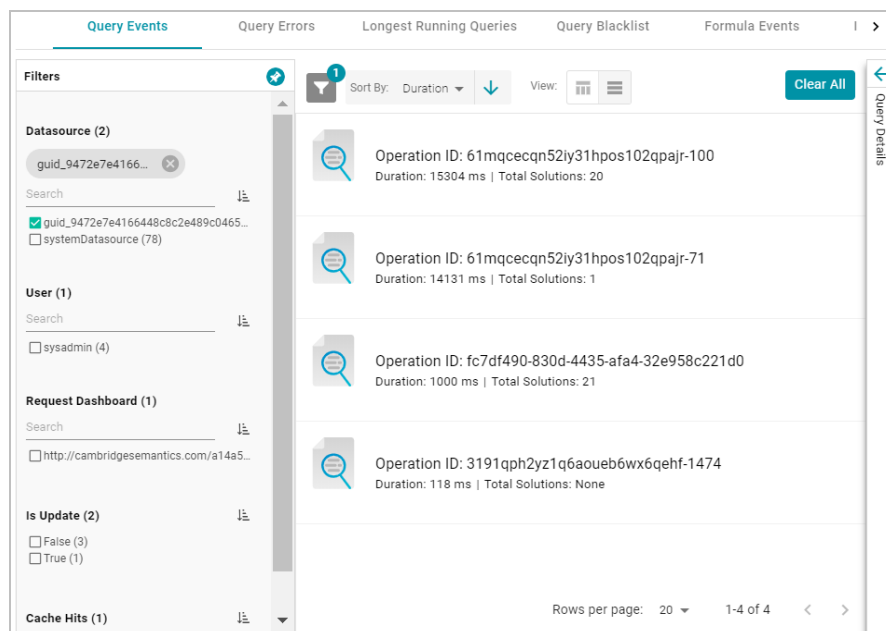 Query Events Query Errors Longest Running Queries Query Blacklist Formula Events
Filters
Datasource (2)
guid_9472e7e4166...
Search
guid_9472e7e4166448c8c2e489c0465...
systemDatasource (78)
User (1)
Search
sysadmin (4)
Request Dashboard (1)
Search
http://cambridgesemantics.com/a14a5...
Is Update (2)
False (3)
True (1)
Cache Hits (1)
1
Sort By: Duration
View:
Clear All
Operation ID: 61mqcecqn52iy31hpos102qpajr-100
Duration: 15304 ms | Total Solutions: 20
Operation ID: 61mqcecqn52iy31hpos102qpajr-71
Duration: 14131 ms | Total Solutions: 1
Operation ID: fc7df490-830d-4435-afa4-32e958c221d0
Duration: 1000 ms | Total Solutions: 21
Operation ID: 3191qph2yz1q6aoueb6wx6qehf-1474
Duration: 118 ms | Total Solutions: None
Rows per page: 20 1-4 of 4
Query Details